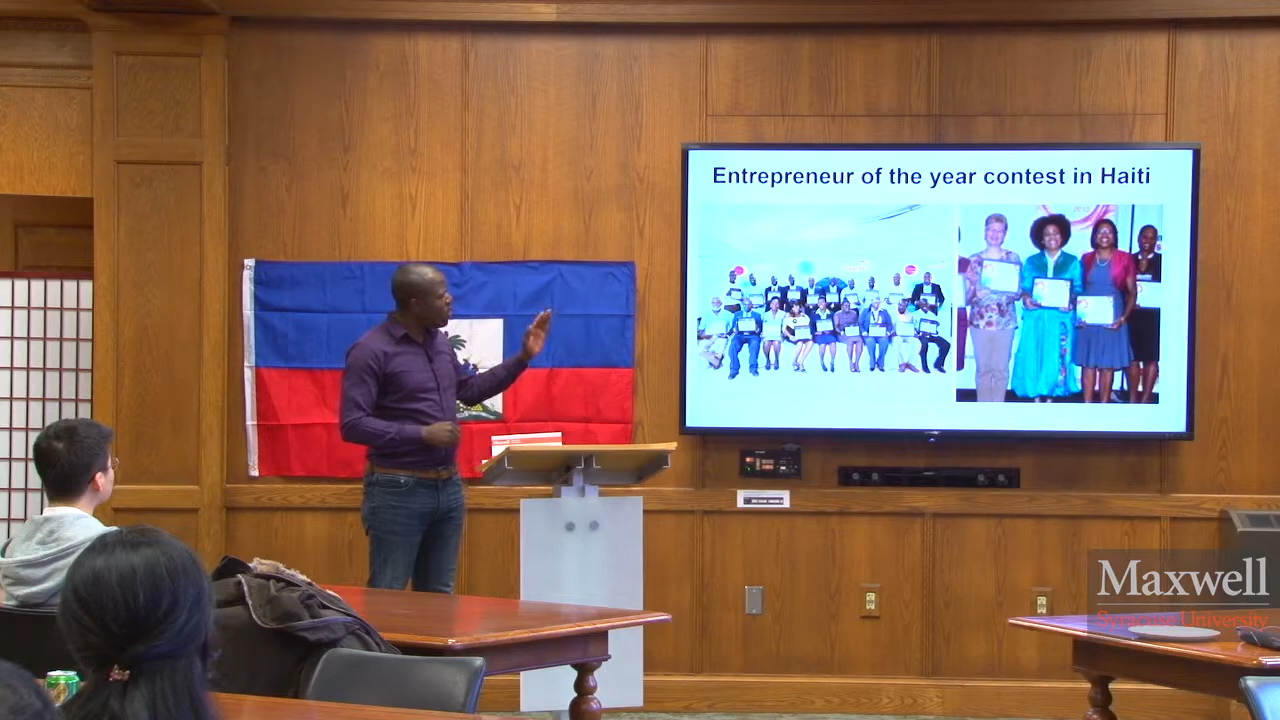 Entrepreneur of the year contest in Haiti
Maxwell
Syracuse University